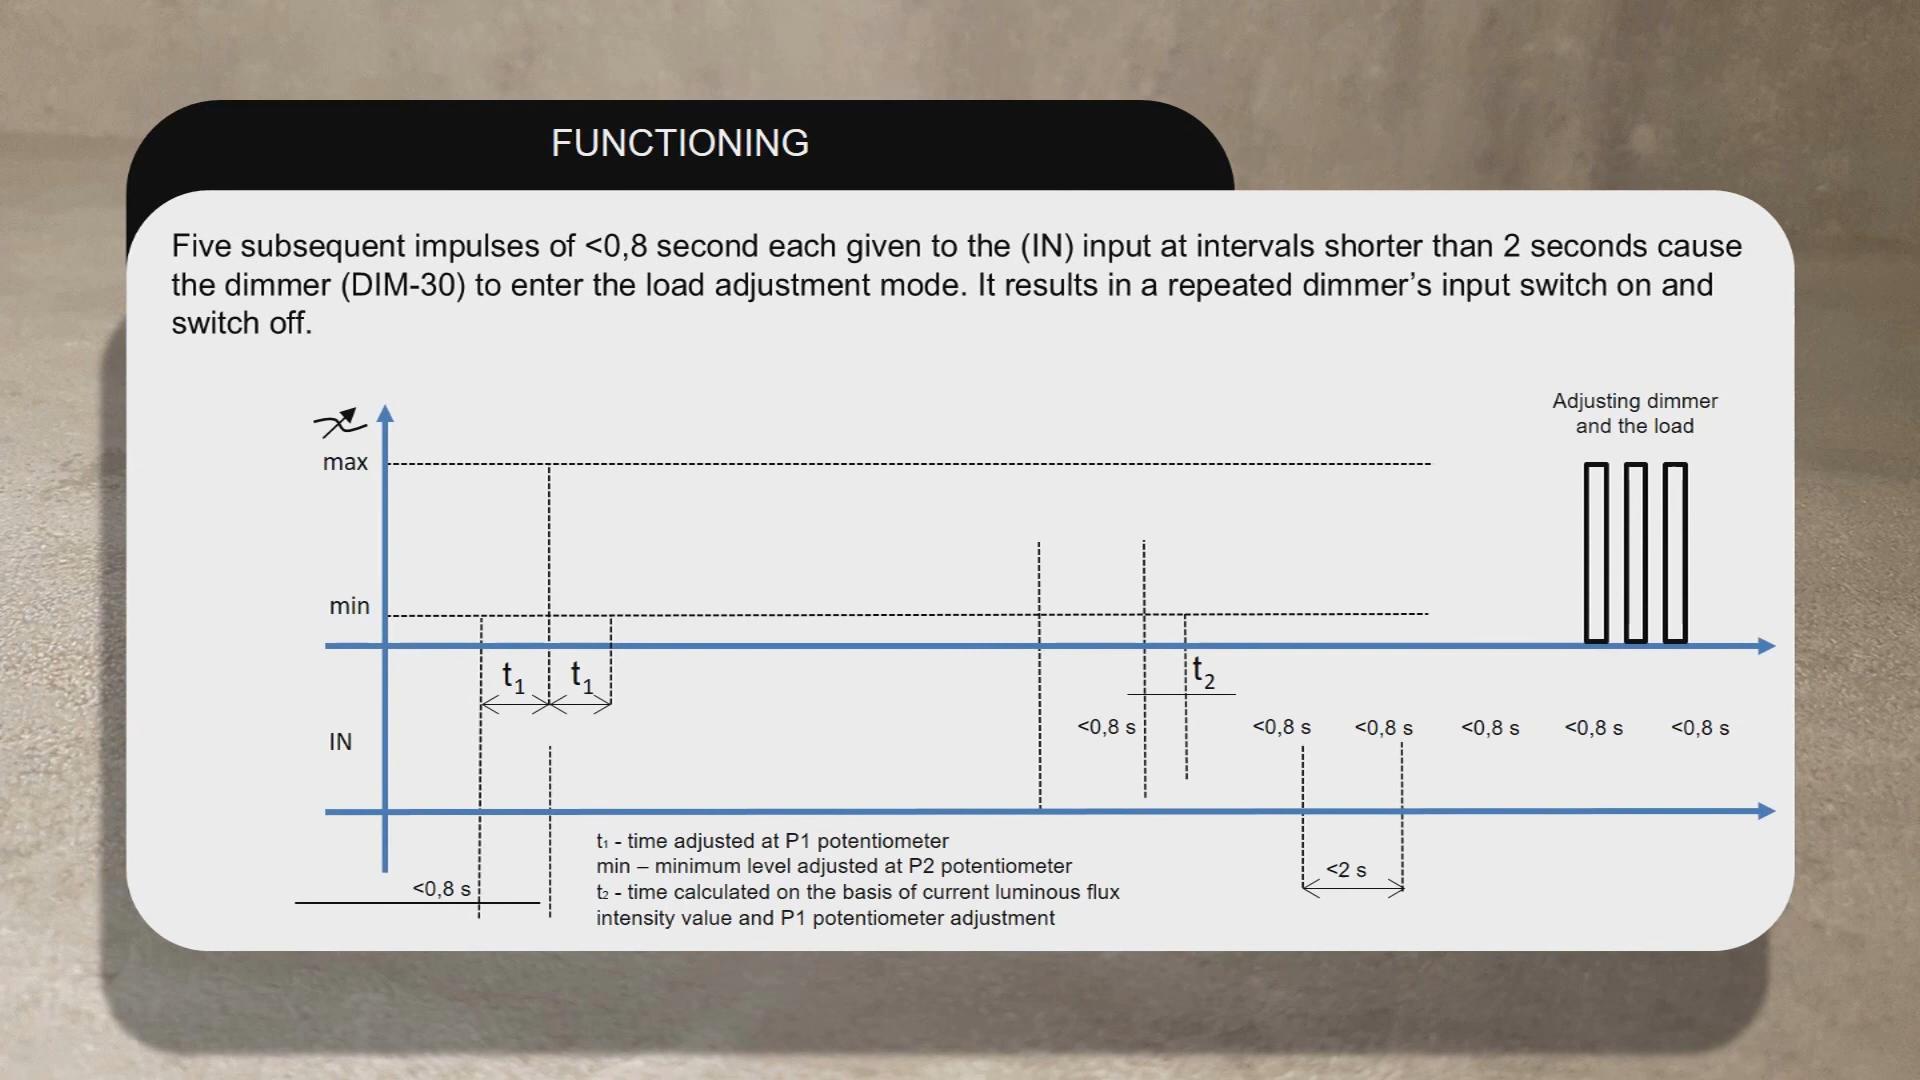 FUNCTIONING
Five subsequent impulses of <0,8 second each given to the (IN) input at intervals shorter than 2 seconds cause
the dimmer (DIM-30) to enter the load adjustment mode. It results in a repeated dimmer’s input switch on and
switch off.
Adjusting dimmer
and the load
max
min
t₁ t₁
t₂
<0,8 s <0,8 s <0,8 s <0,8 s <0,8 s <0,8 s
IN
t₁ - time adjusted at P1 potentiometer
min – minimum level adjusted at P2 potentiometer
<2 s
<0,8 s
t₂ - time calculated on the basis of current luminous flux
intensity value and P1 potentiometer adjustment